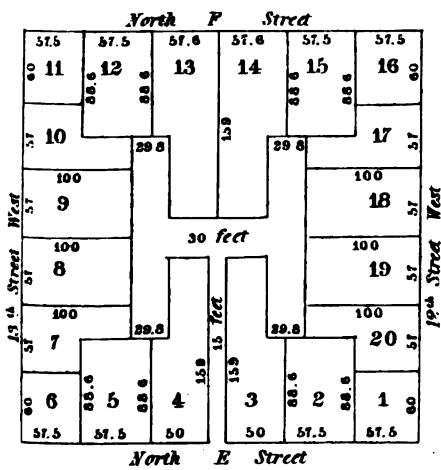 North F Street
57.5 57.5 57.6 57.6 57.5 57.5
60 11 12 13 14 15 16 60
88.6 88.6 88.6 88.6
57 10 159 17 57
29.8 29.8
100 100
57 9 18 57
30 feet
100 100
57 8 19 57
13th Street West
19th Street West
100 100
29.8 29.8
57 7 15 feet 20 57
159 159
88.6 88.6 88.6 88.6
60 6 5 4 3 2 1 60
57.5 57.5 50 50 57.5 57.5
North E Street